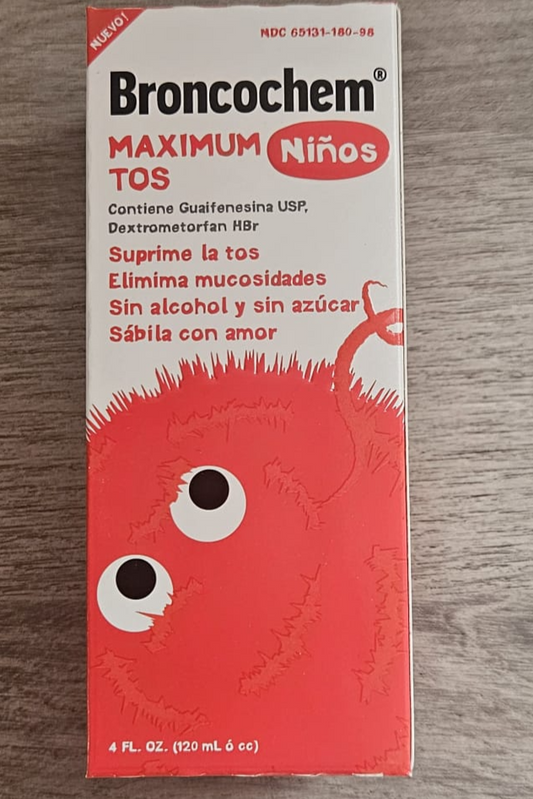 NUEVO!
NDC 65131-180-98
Broncochem®
MAXIMUM Niños
TOS
Contiene Guaifenesina USP,
Dextrometorfan HBr
Suprime la tos
Elimima mucosidades
Sin alcohol y sin azúcar
Sábila con amor
4 FL. OZ. (120 mL ó cc)